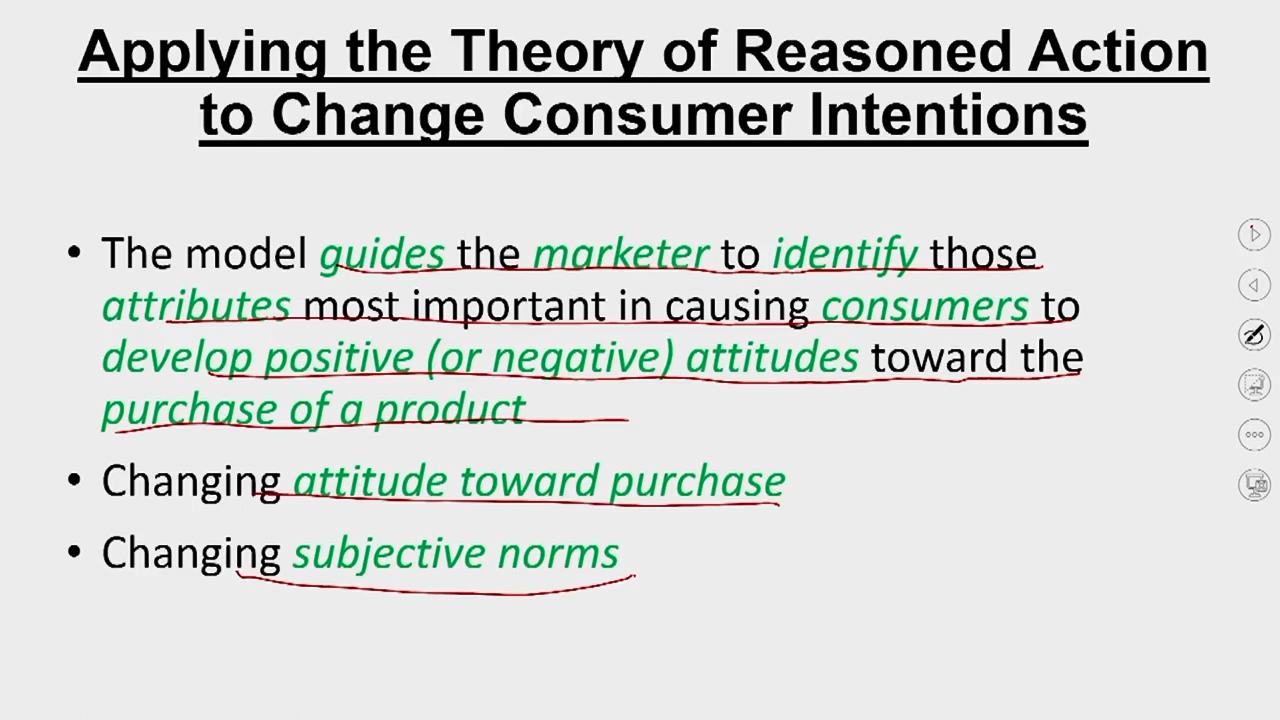 Applying the Theory of Reasoned Action
to Change Consumer Intentions
• The model guides the marketer to identify those
attributes most important in causing consumers to
develop positive (or negative) attitudes toward the
purchase of a product
• Changing attitude toward purchase
• Changing subjective norms